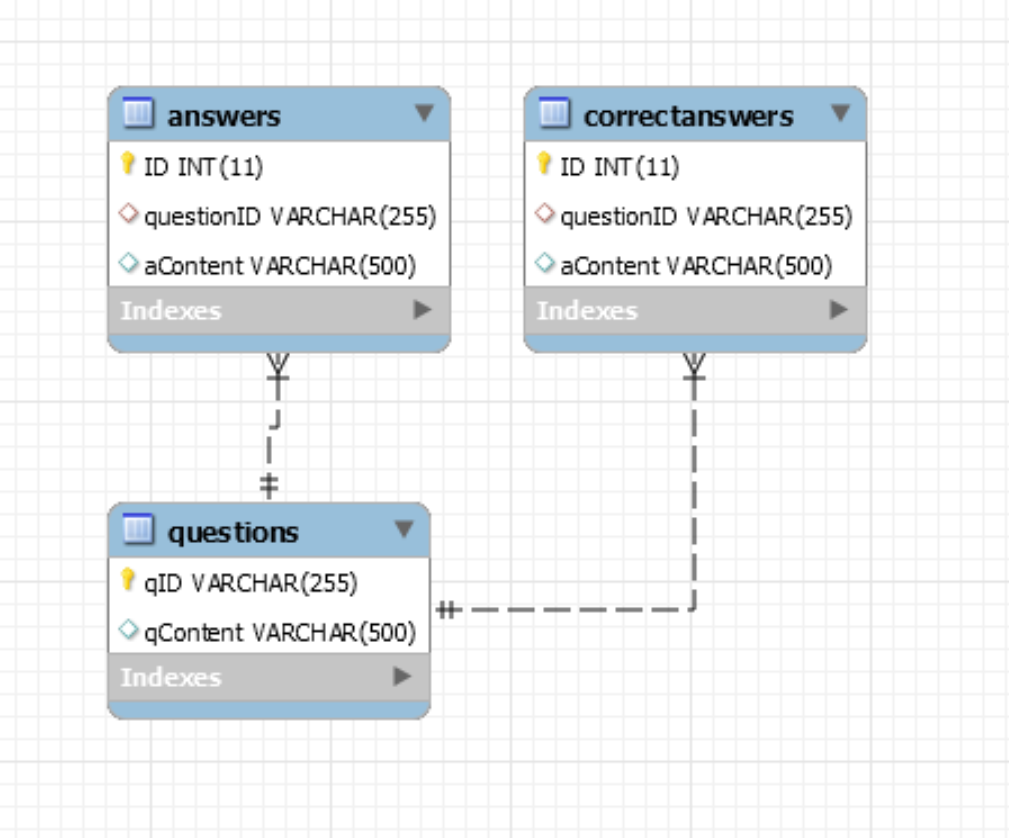 answers
ID INT(11)
questionID VARCHAR(255)
aContent VARCHAR(500)
Indexes
correctanswers
ID INT(11)
questionID VARCHAR(255)
aContent VARCHAR(500)
Indexes
questions
qID VARCHAR(255)
qContent VARCHAR(500)
Indexes